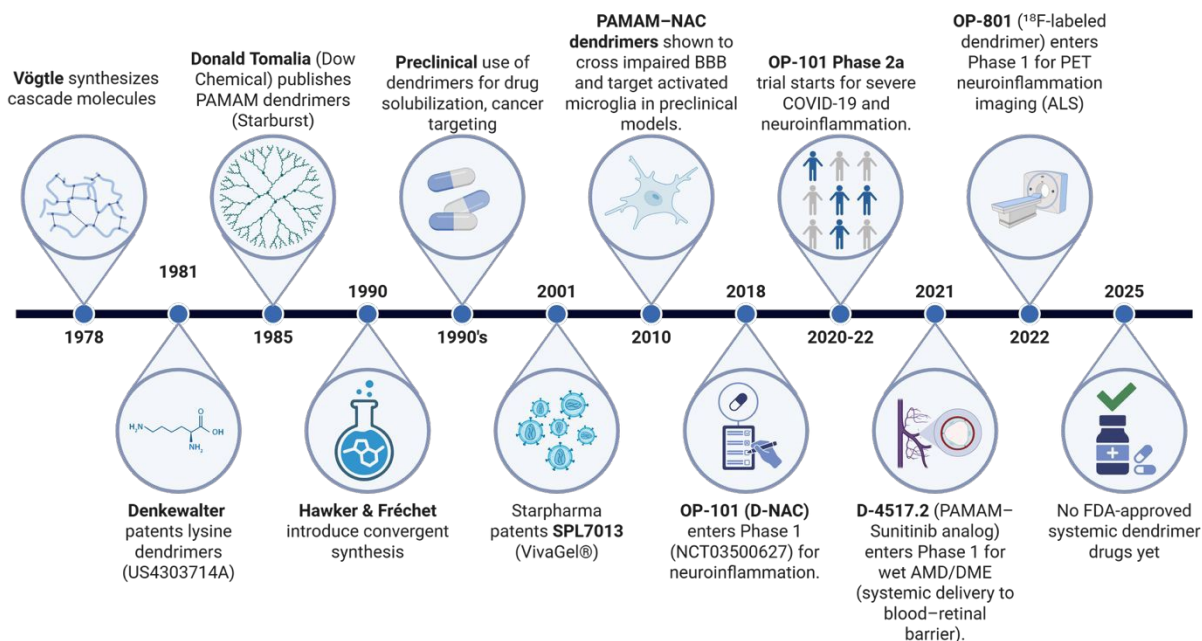 Vögtle synthesizes
cascade molecules
Donald Tomalia (Dow
Chemical) publishes
PAMAM dendrimers
(Starburst)
Preclinical use of
dendrimers for drug
solubilization, cancer
targeting
PAMAM–NAC
dendrimers shown to
cross impaired BBB
and target activated
microglia in preclinical
models.
OP-101 Phase 2a
trial starts for severe
COVID-19 and
neuroinflammation.
OP-801 (¹⁸F-labeled
dendrimer) enters
Phase 1 for PET
neuroinflammation
imaging (ALS)
1981
1990
2001
2018
2021
2025
1978
1985
1990's
2010
2020-22
2022
H₂N
O
OH
NH₂
Denkewalter
patents lysine
dendrimers
(US4303714A)
Hawker & Fréchet
introduce convergent
synthesis
Starpharma
patents SPL7013
(VivaGel®)
OP-101 (D-NAC)
enters Phase 1
(NCT03500627) for
neuroinflammation.
D-4517.2 (PAMAM–
Sunitinib analog)
enters Phase 1 for
wet AMD/DME
(systemic delivery to
blood–retinal
barrier).
No FDA-approved
systemic dendrimer
drugs yet